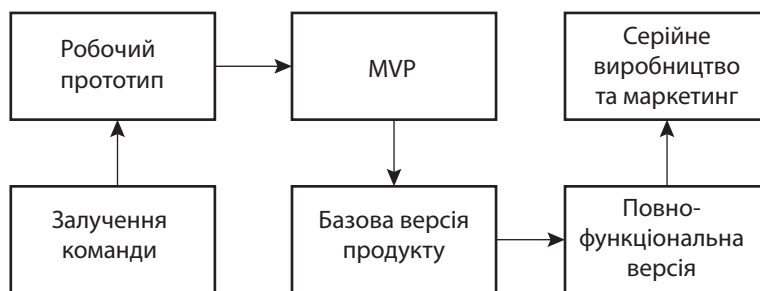 Робочий
прототип
MVP
Серійне
виробництво
та маркетинг
Залучення
команди
Базова версія
продукту
Повно-
функціональна
версія